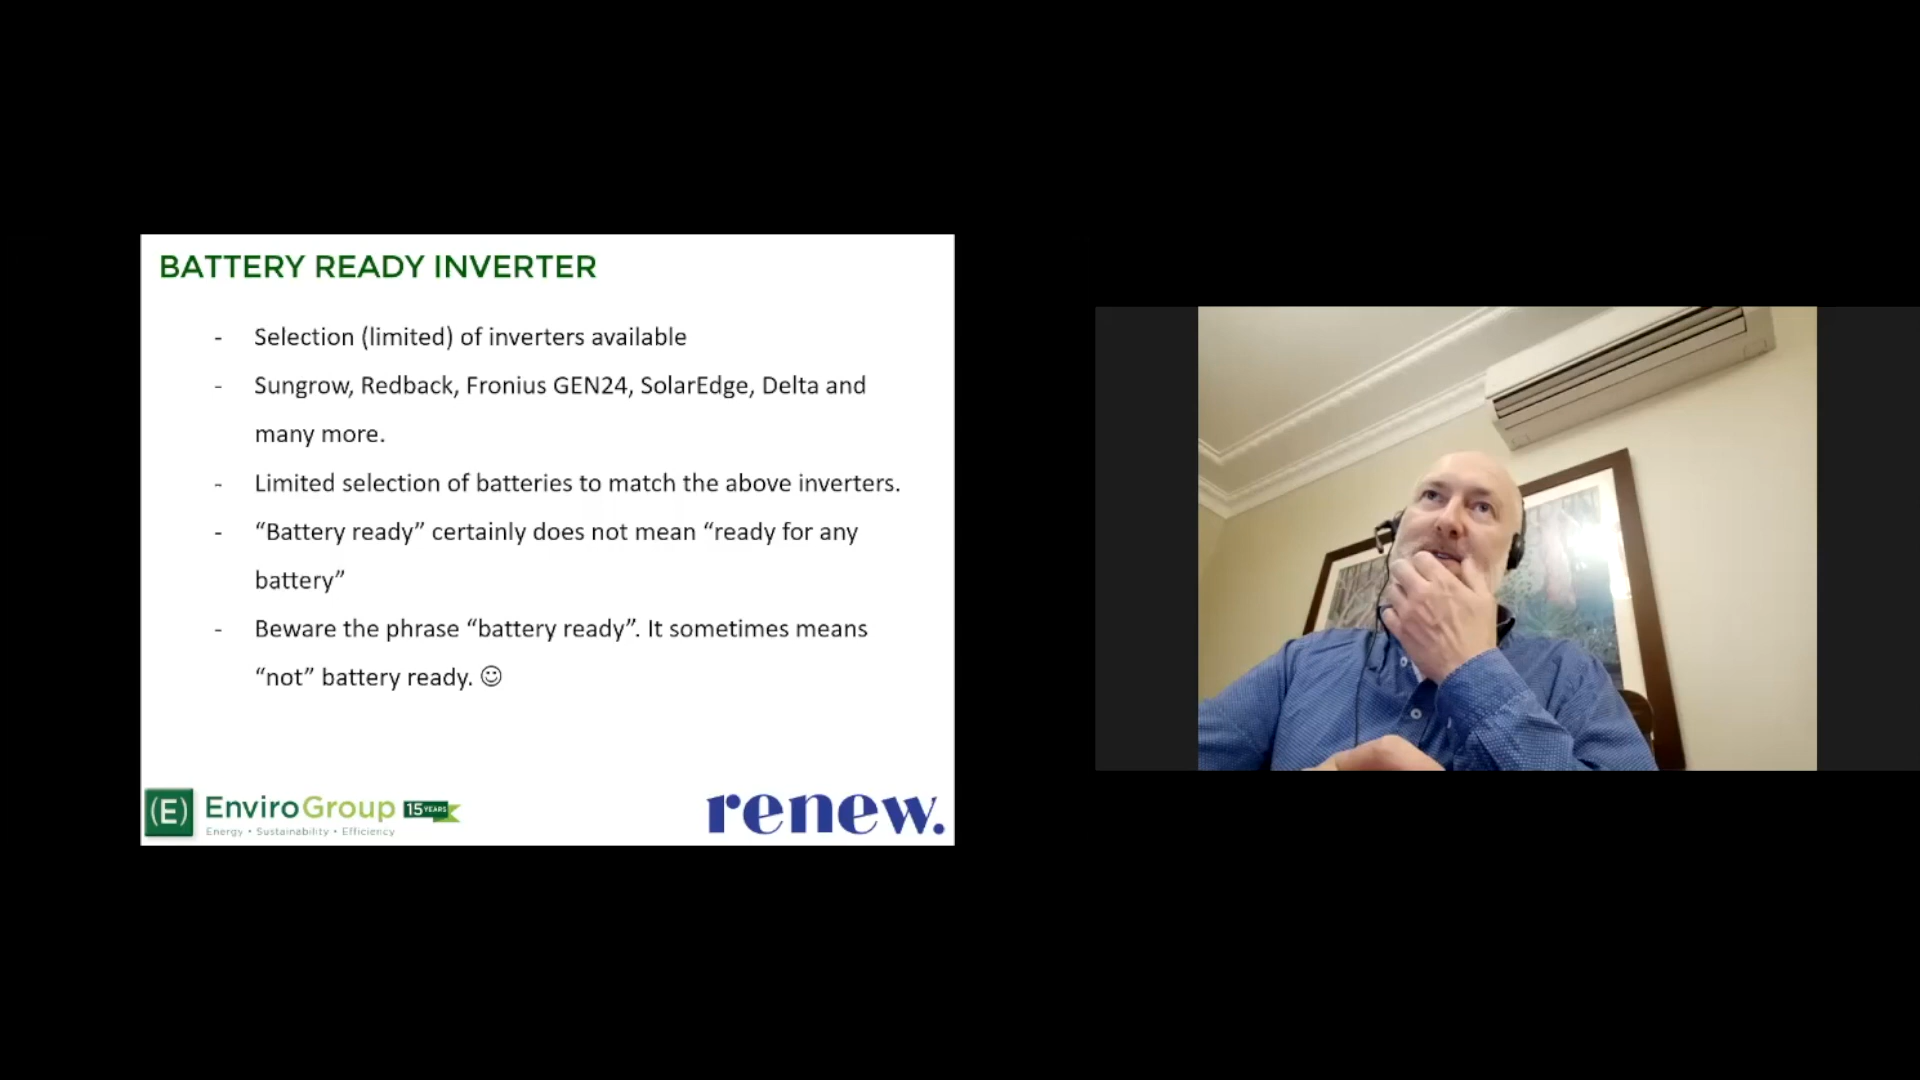 BATTERY READY INVERTER
- Selection (limited) of inverters available
- Sungrow, Redback, Fronius GEN24, SolarEdge, Delta and
many more.
- Limited selection of batteries to match the above inverters.
- “Battery ready” certainly does not mean “ready for any
battery”
- Beware the phrase “battery ready”. It sometimes means
“not” battery ready. ☺
(E) EnviroGroup 15 YEARS
Energy • Sustainability • Efficiency
renew.